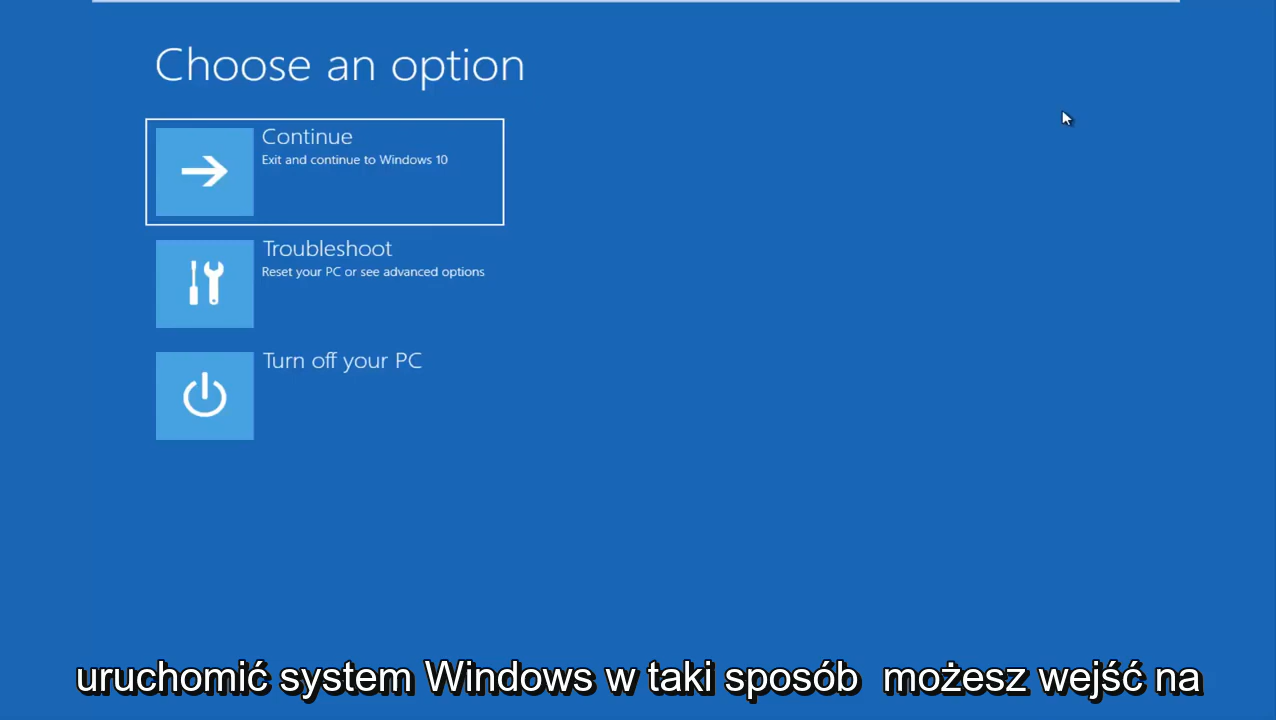 Choose an option
Continue
Exit and continue to Windows 10
Troubleshoot
Reset your PC or see advanced options
Turn off your PC
uruchomić system Windows w taki sposób możesz wejść na